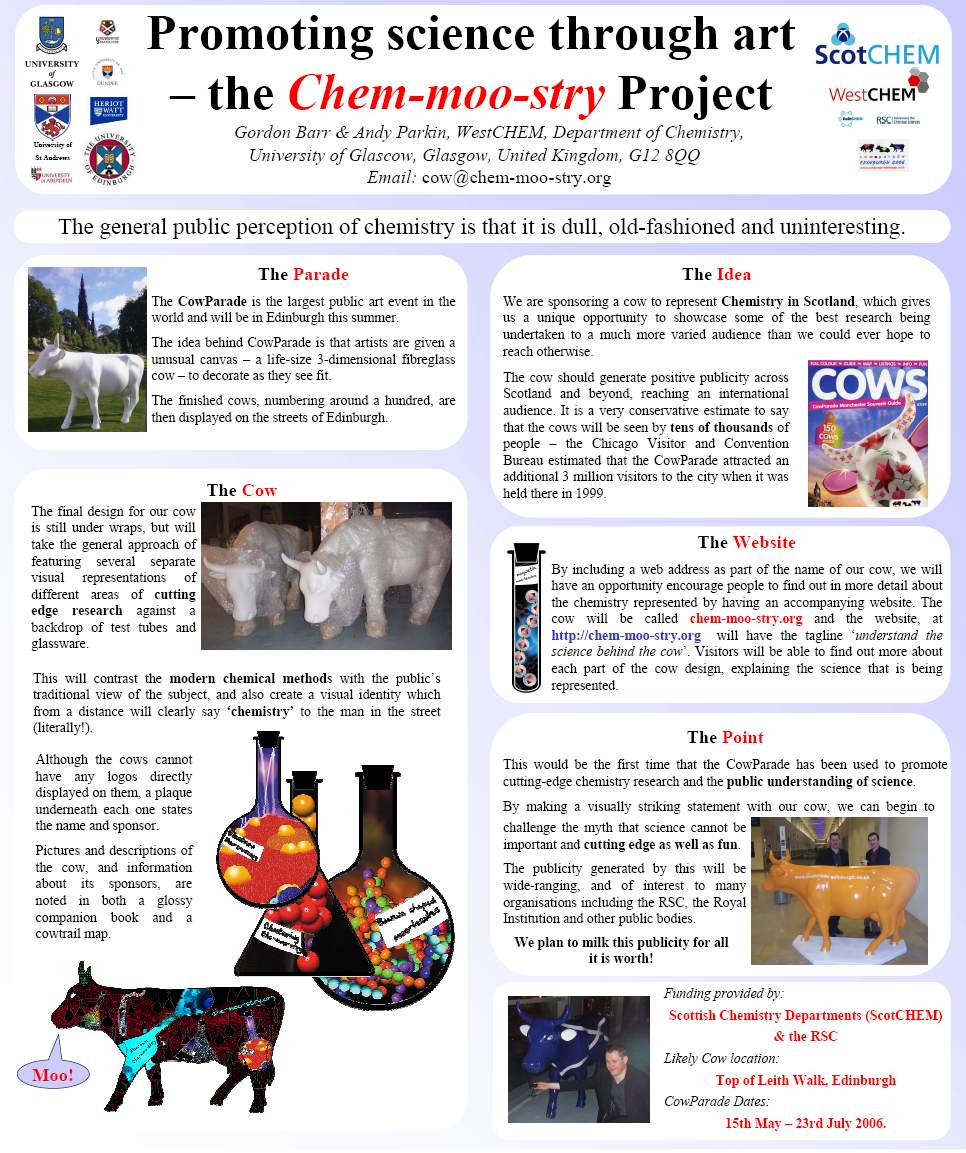 Promoting science through art
– the Chem-moo-stry Project
Gordon Barr & Andy Parkin, WestCHEM, Department of Chemistry,
University of Glascow, Glasgow, United Kingdom, G12 8QQ
Email: cow@chem-moo-stry.org
UNIVERSITY
of
GLASGOW
DUNDEE
HERIOT
WATT
UNIVERSITY
University of
St Andrews
THE UNIVERSITY OF EDINBURGH
UNIVERSITY
OF ABERDEEN
ScotCHEM
WestCHEM
EaStCHEM
RSC
EDINBURGH 2006
The general public perception of chemistry is that it is dull, old-fashioned and uninteresting.
The Parade
The CowParade is the largest public art event in the
world and will be in Edinburgh this summer.
The idea behind CowParade is that artists are given a
unusual canvas – a life-size 3-dimensional fibreglass
cow – to decorate as they see fit.
The finished cows, numbering around a hundred, are
then displayed on the streets of Edinburgh.
The Cow
The final design for our cow
is still under wraps, but will
take the general approach of
featuring several separate
visual representations of
different areas of cutting
edge research against a
backdrop of test tubes and
glassware.
This will contrast the modern chemical methods with the public's
traditional view of the subject, and also create a visual identity which
from a distance will clearly say ‘chemistry’ to the man in the street
(literally!).
Although the cows cannot
have any logos directly
displayed on them, a plaque
underneath each one states
the name and sponsor.
Pictures and descriptions of
the cow, and information
about its sponsors, are
noted in both a glossy
companion book and a
cowtrail map.
Moo!
The Idea
We are sponsoring a cow to represent Chemistry in Scotland, which gives
us a unique opportunity to showcase some of the best research being
undertaken to a much more varied audience than we could ever hope to
reach otherwise.
The cow should generate positive publicity across
Scotland and beyond, reaching an international
audience. It is a very conservative estimate to say
that the cows will be seen by tens of thousands of
people – the Chicago Visitor and Convention
Bureau estimated that the CowParade attracted an
additional 3 million visitors to the city when it was
held there in 1999.
FULL COLOUR • GUIDE • MAP • LISTINGS • INFO • FUN
COWS
CowParade Manchester Souvenir Guide
150
COWS
The Website
By including a web address as part of the name of our cow, we will
have an opportunity encourage people to find out in more detail about
the chemistry represented by having an accompanying website. The
cow will be called chem-moo-stry.org and the website, at
http://chem-moo-stry.org will have the tagline ‘understand the
science behind the cow’. Visitors will be able to find out more about
each part of the cow design, explaining the science that is being
represented.
The Point
This would be the first time that the CowParade has been used to promote
cutting-edge chemistry research and the public understanding of science.
By making a visually striking statement with our cow, we can begin to
challenge the myth that science cannot be
important and cutting edge as well as fun.
The publicity generated by this will be
wide-ranging, and of interest to many
organisations including the RSC, the Royal
Institution and other public bodies.
We plan to milk this publicity for all
it is worth!
Funding provided by:
Scottish Chemistry Departments (ScotCHEM)
& the RSC
Likely Cow location:
Top of Leith Walk, Edinburgh
CowParade Dates:
15th May – 23rd July 2006.